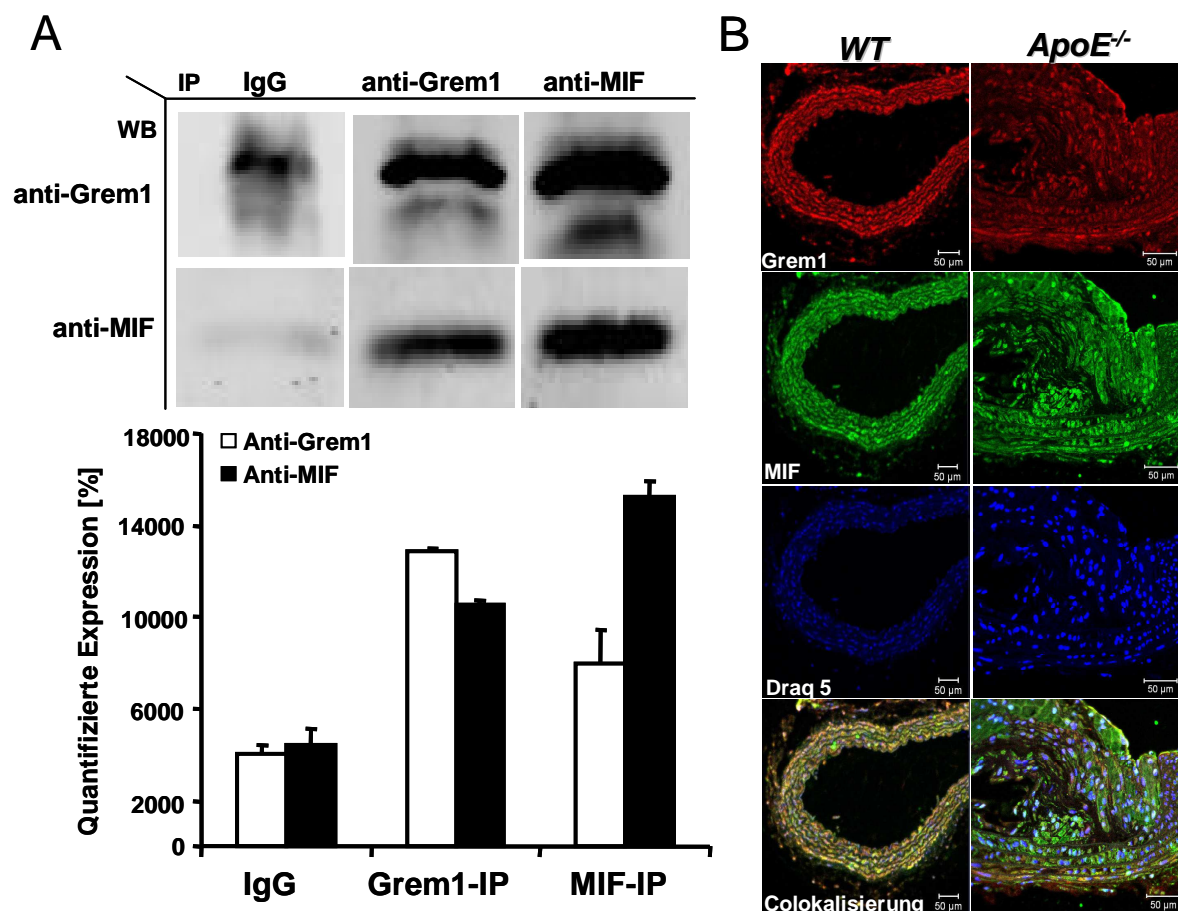 A
IP IgG anti-Grem1 anti-MIF
WB
anti-Grem1
anti-MIF
Quantifizierte Expression [%]
18000
14000
10000
6000
2000
0
Anti-Grem1
Anti-MIF
IgG Grem1-IP MIF-IP
B
WT ApoE-/-
Grem1
50 µm
50 µm
MIF
50 µm
50 µm
Draq 5
50 µm
50 µm
Colokalisierung
50 µm
50 µm